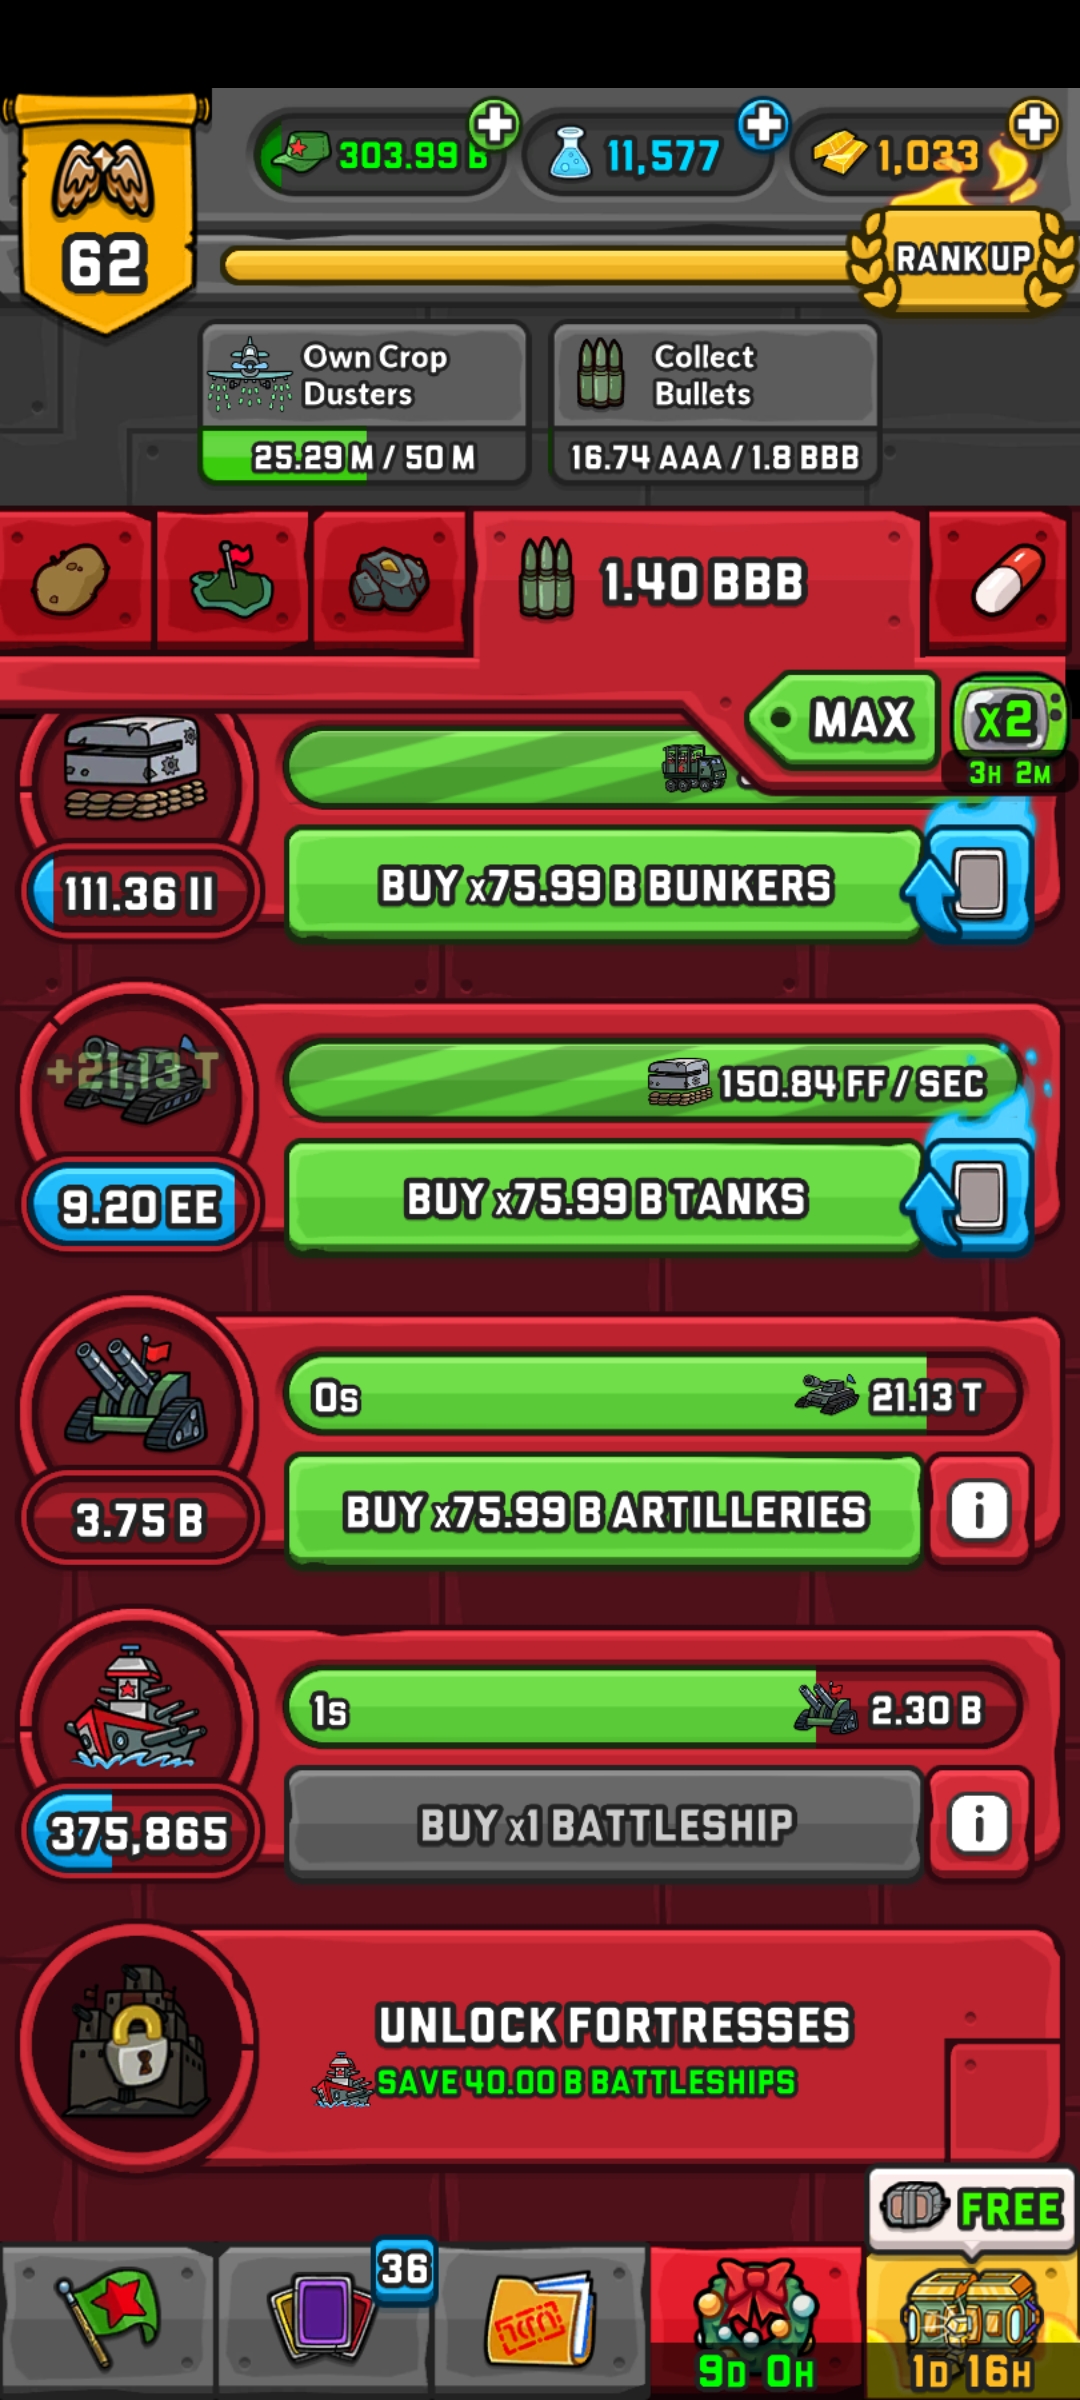 303.99 B
11,577
1,033
62
RANK UP
Own Crop
Dusters
25.29 M / 50 M
Collect
Bullets
16.74 AAA / 1.8 BBB
1.40 BBB
MAX
x2
3H 2M
111.36 II
BUY x75.99 B BUNKERS
+21.13 T
150.84 FF / SEC
9.20 EE
BUY x75.99 B TANKS
0s
21.13 T
3.75 B
BUY x75.99 B ARTILLERIES
1s
2.30 B
375,865
BUY x1 BATTLESHIP
UNLOCK FORTRESSES
SAVE 40.00 B BATTLESHIPS
FREE
36
9D 0H
1D 16H